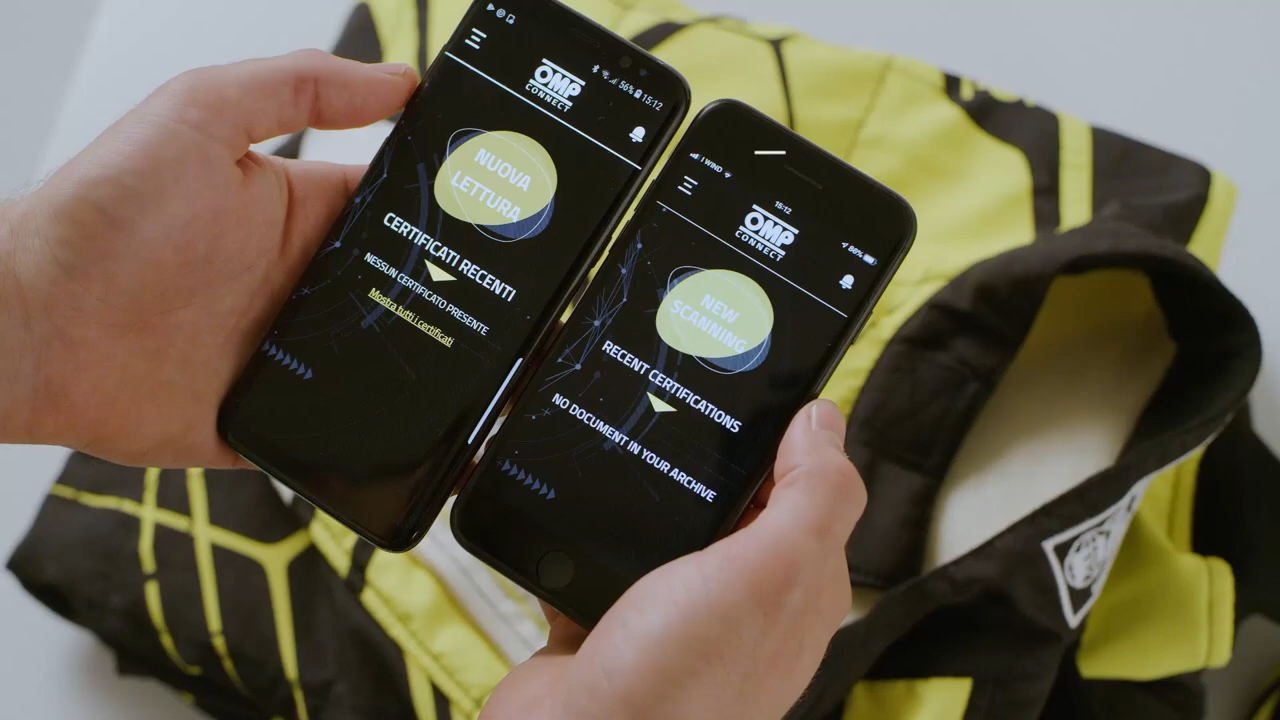 56% 15:12
OMP
CONNECT
NUOVA
LETTURA
CERTIFICATI RECENTI
NESSUN CERTIFICATO PRESENTE
Mostra tutti i certificati
I WIND
15:12
86%
OMP
CONNECT
NEW
SCANNING
RECENT CERTIFICATIONS
NO DOCUMENT IN YOUR ARCHIVE